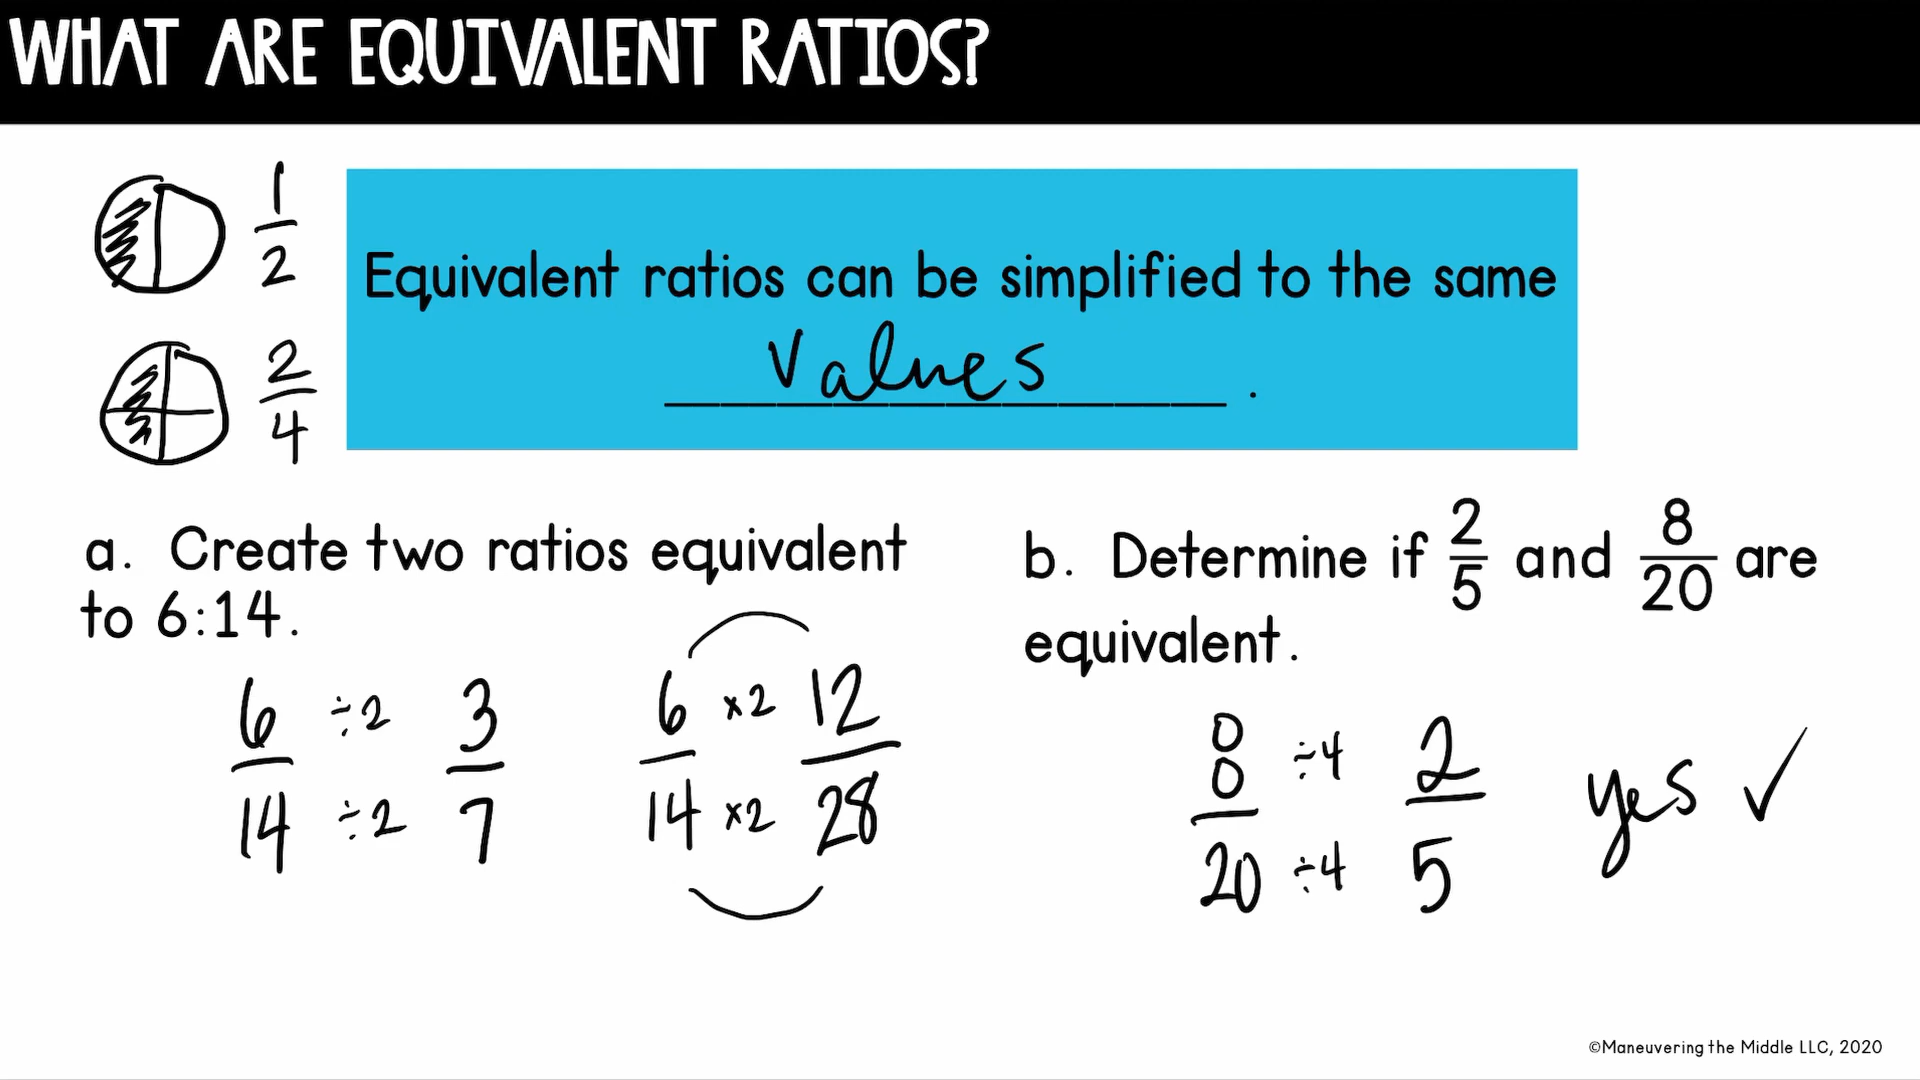 WHAT ARE EQUIVALENT RATIOS?
1
2
2
4
Equivalent ratios can be simplified to the same
values.
a. Create two ratios equivalent
to 6:14.
6 ÷2 3
14 ÷2 7
6 ×2 12
14 ×2 28
b. Determine if 2/5 and 8/20 are
equivalent.
8 ÷4 2
20 ÷4 5
yes ✓
©Maneuvering the Middle LLC, 2020